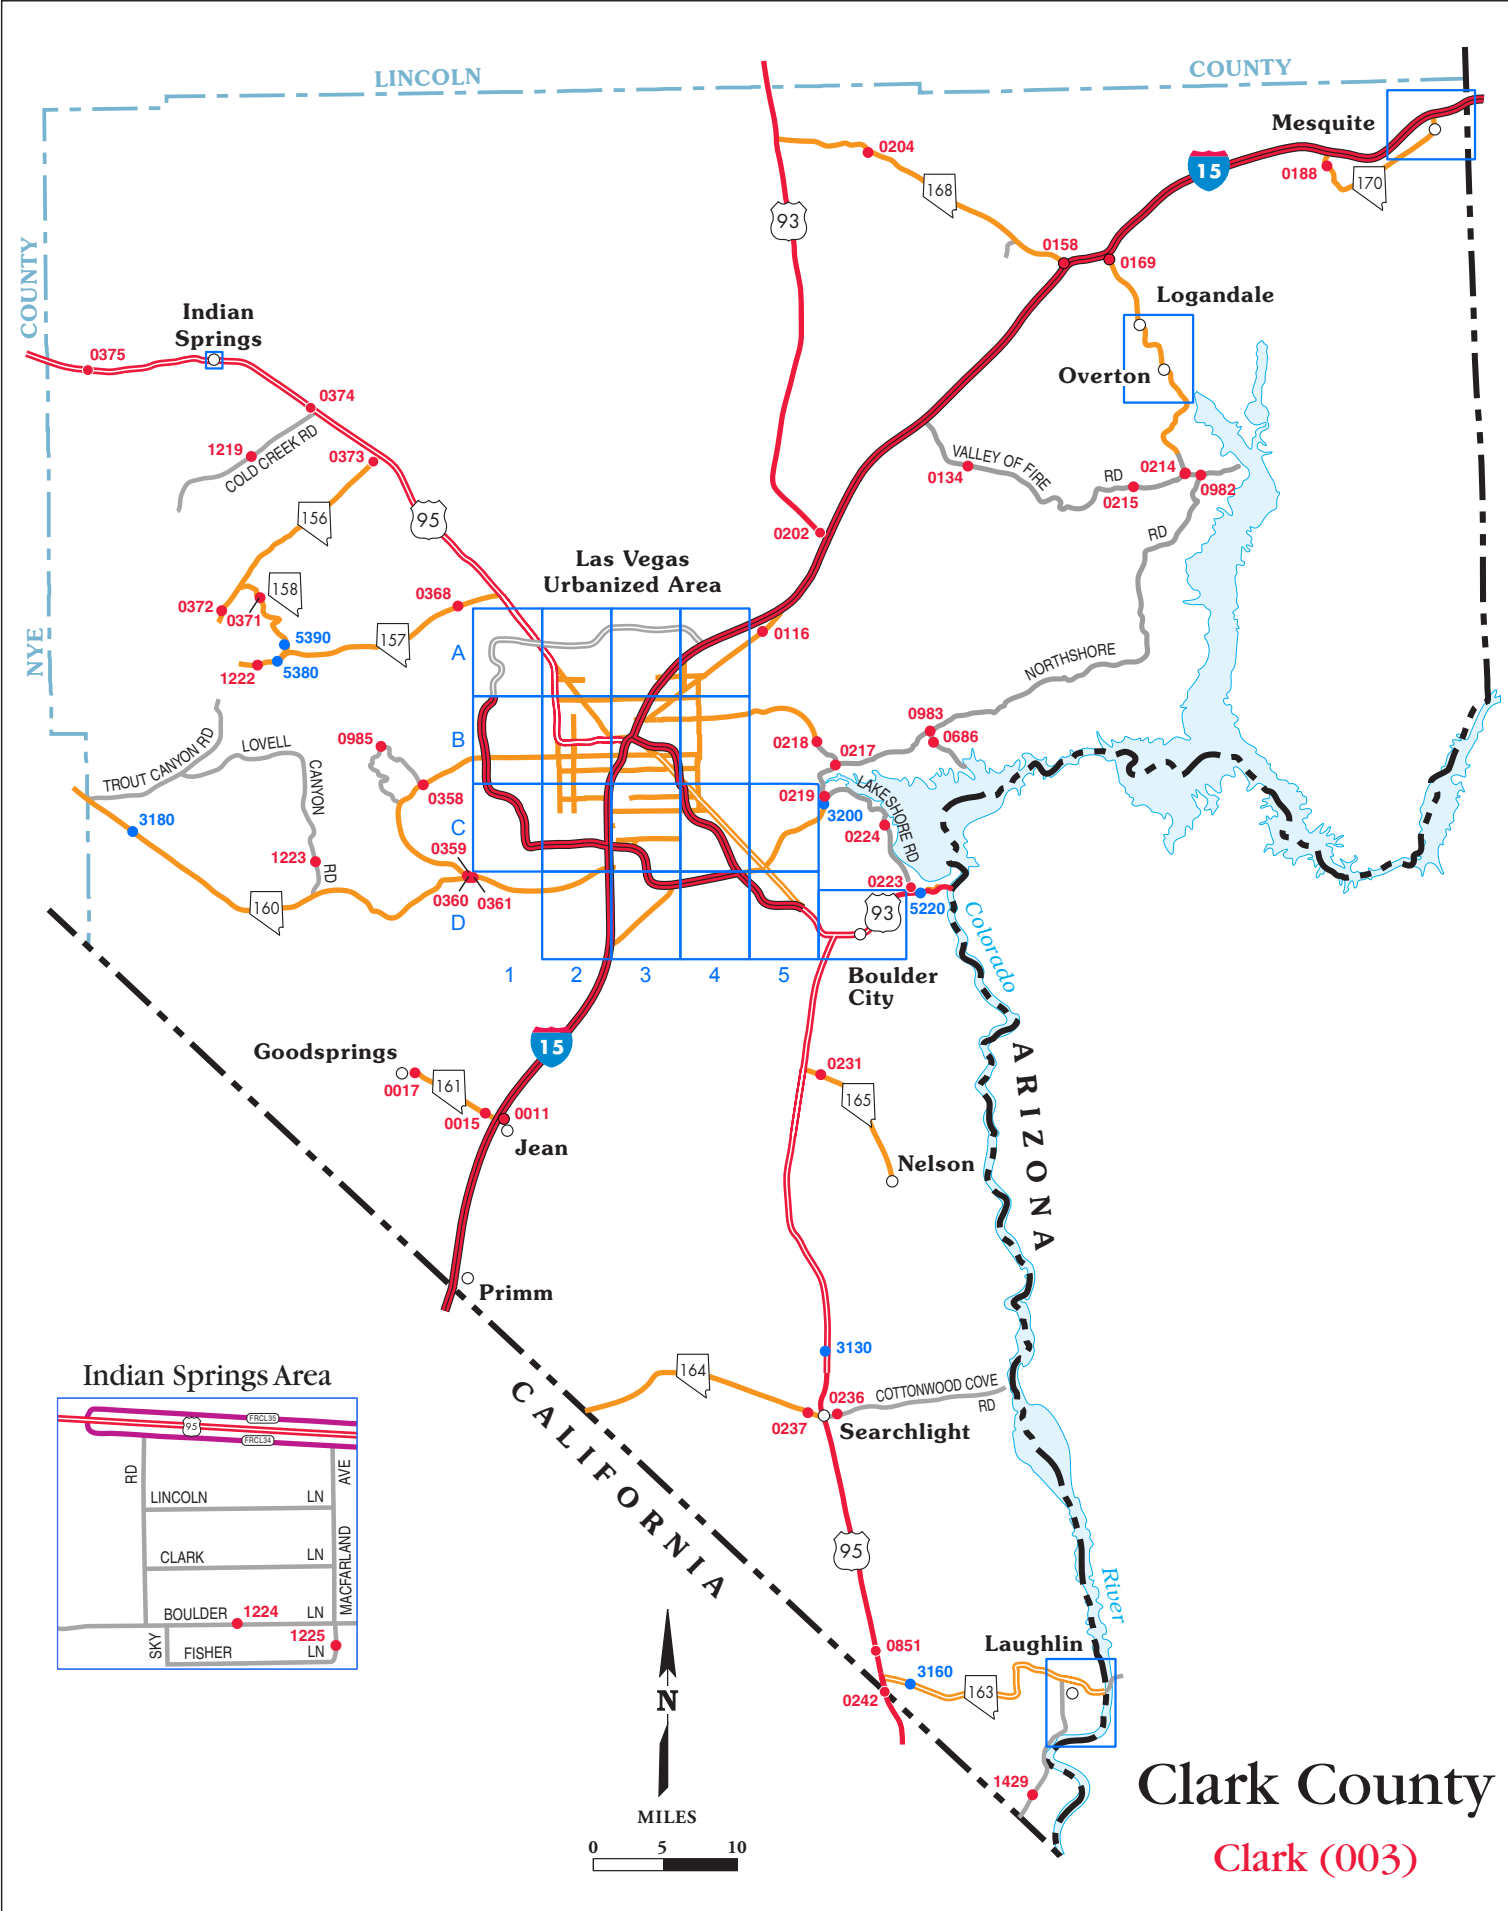 LINCOLN
COUNTY
Mesquite
0204
15
0188
170
168
93
0158
0169
Logandale
COUNTY
Indian
Springs
0375
Overton
0374
1219
COLD CREEK RD
0373
VALLEY OF FIRE
RD
0134
0214
0215
0982
156
95
0202
RD
Las Vegas
Urbanized Area
158
0368
0372
0371
5390
157
0116
NYE
A
1222
5380
NORTHSHORE
0983
0686
TROUT CANYON RD
LOVELL
CANYON
RD
0985
B
0218
0217
0358
0219
3200
LAKESHORE RD
3180
C
0224
0359
1223
0223
160
0360
0361
D
93
5220
Colorado
1
2
3
4
5
Boulder
City
15
Goodsprings
0017
161
0015
0011
Jean
0231
165
Nelson
ARIZONA
Primm
3130
164
0236
COTTONWOOD COVE
RD
0237
Searchlight
CALIFORNIA
Indian Springs Area
FRCL35
95
FRCL34
RD
AVE
LINCOLN
LN
CLARK
LN
MACFARLAND
BOULDER
1224
LN
1225
SKY
FISHER
LN
95
River
0851
Laughlin
3160
0242
163
N
1429
MILES
0
5
10
Clark County
Clark (003)